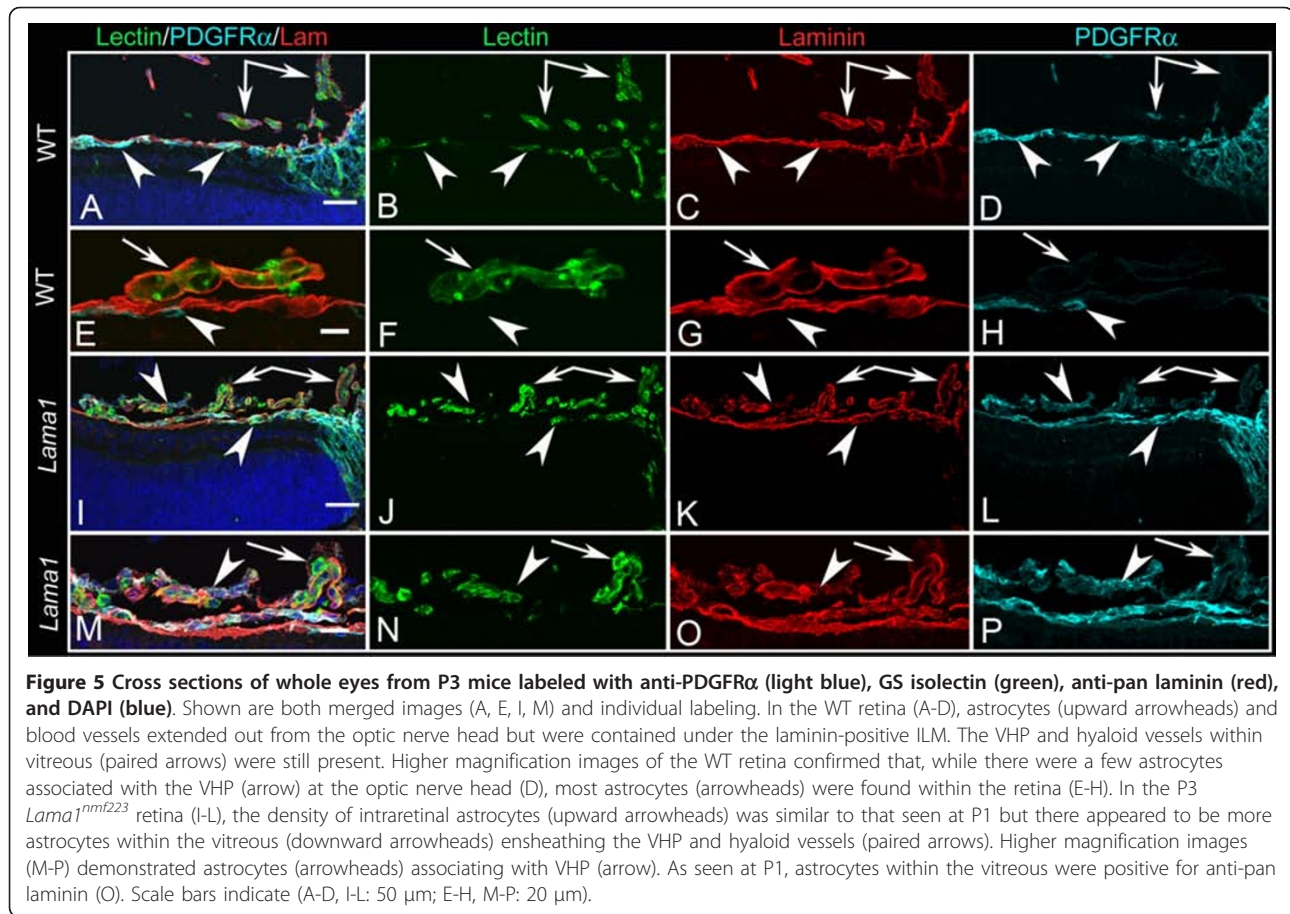 Lectin/PDGFRα/Lam Lectin Laminin PDGFRα
WT
A B C D
WT
E F G H
Lama1
I J K L
Lama1
M N O P
Figure 5 Cross sections of whole eyes from P3 mice labeled with anti-PDGFRα (light blue), GS isolectin (green), anti-pan laminin (red),
and DAPI (blue). Shown are both merged images (A, E, I, M) and individual labeling. In the WT retina (A-D), astrocytes (upward arrowheads) and
blood vessels extended out from the optic nerve head but were contained under the laminin-positive ILM. The VHP and hyaloid vessels within
vitreous (paired arrows) were still present. Higher magnification images of the WT retina confirmed that, while there were a few astrocytes
associated with the VHP (arrow) at the optic nerve head (D), most astrocytes (arrowheads) were found within the retina (E-H). In the P3
Lama1nmf223 retina (I-L), the density of intraretinal astrocytes (upward arrowheads) was similar to that seen at P1 but there appeared to be more
astrocytes within the vitreous (downward arrowheads) ensheathing the VHP and hyaloid vessels (paired arrows). Higher magnification images
(M-P) demonstrated astrocytes (arrowheads) associating with VHP (arrow). As seen at P1, astrocytes within the vitreous were positive for anti-pan
laminin (O). Scale bars indicate (A-D, I-L: 50 μm; E-H, M-P: 20 μm).